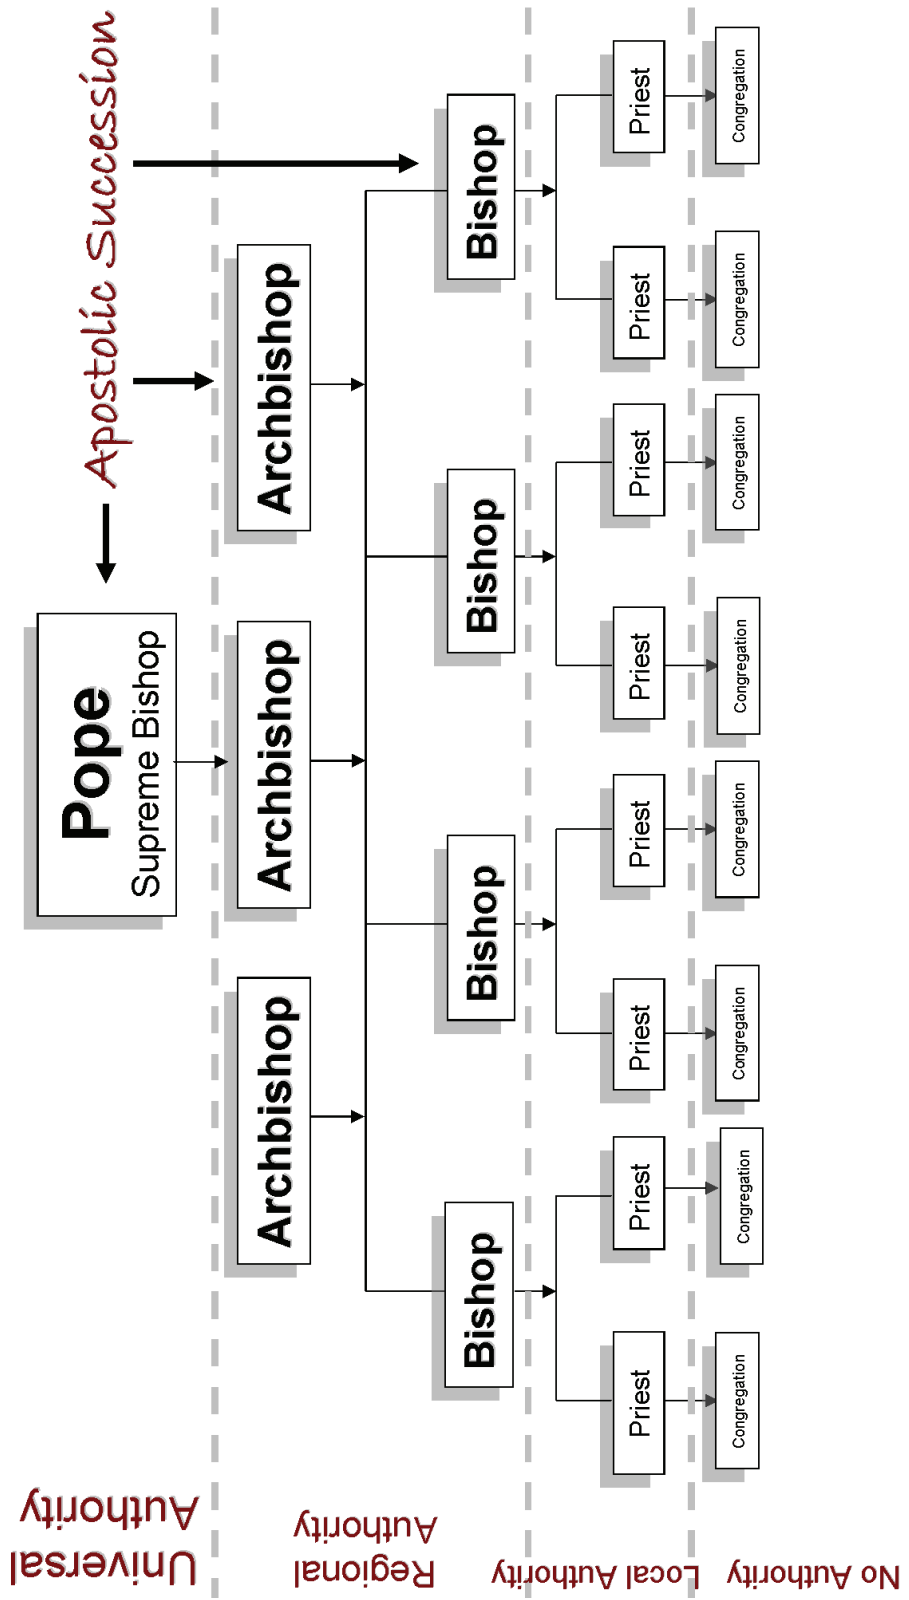 Apostolic Succession
Pope
Supreme Bishop
Universal
Authority
Archbishop
Archbishop
Archbishop
Regional
Authority
Bishop
Bishop
Bishop
Bishop
Local Authority
Priest
Priest
Priest
Priest
Priest
Priest
Priest
Priest
No Authority
Congregation
Congregation
Congregation
Congregation
Congregation
Congregation
Congregation
Congregation